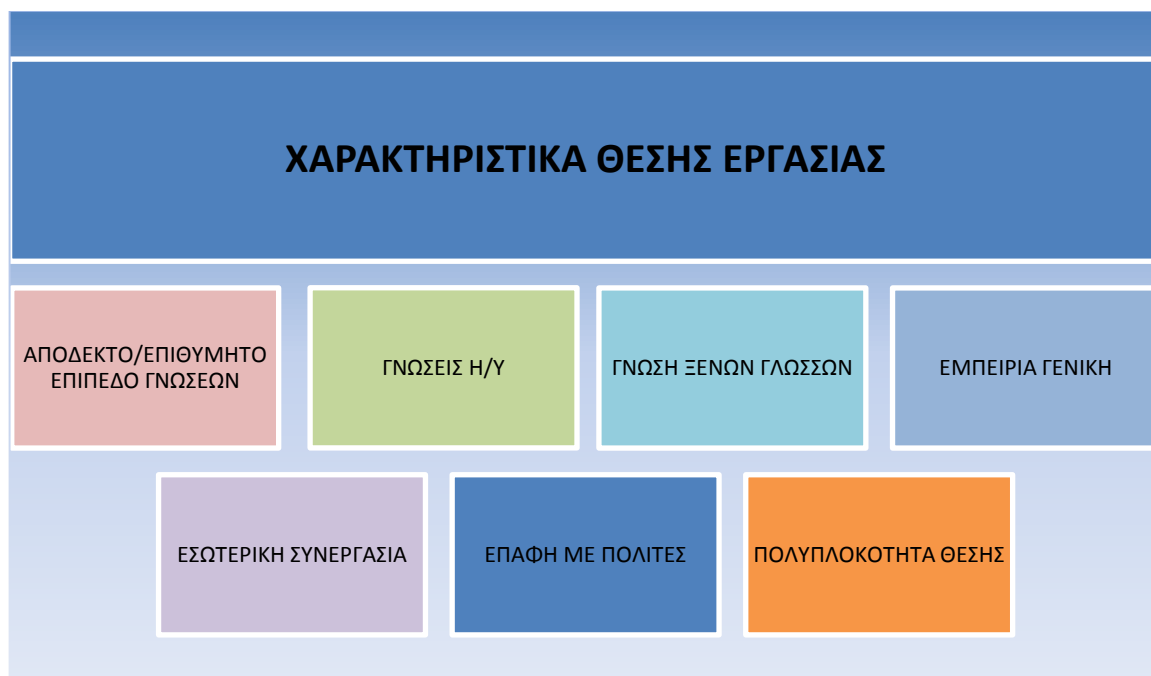 ΧΑΡΑΚΤΗΡΙΣΤΙΚΑ ΘΕΣΗΣ ΕΡΓΑΣΙΑΣ
ΑΠΟΔΕΚΤΟ/ΕΠΙΘΥΜΗΤΟ
ΕΠΙΠΕΔΟ ΓΝΩΣΕΩΝ
ΓΝΩΣΕΙΣ Η/Υ
ΓΝΩΣΗ ΞΕΝΩΝ ΓΛΩΣΣΩΝ
ΕΜΠΕΙΡΙΑ ΓΕΝΙΚΗ
ΕΣΩΤΕΡΙΚΗ ΣΥΝΕΡΓΑΣΙΑ
ΕΠΑΦΗ ΜΕ ΠΟΛΙΤΕΣ
ΠΟΛΥΠΛΟΚΟΤΗΤΑ ΘΕΣΗΣ